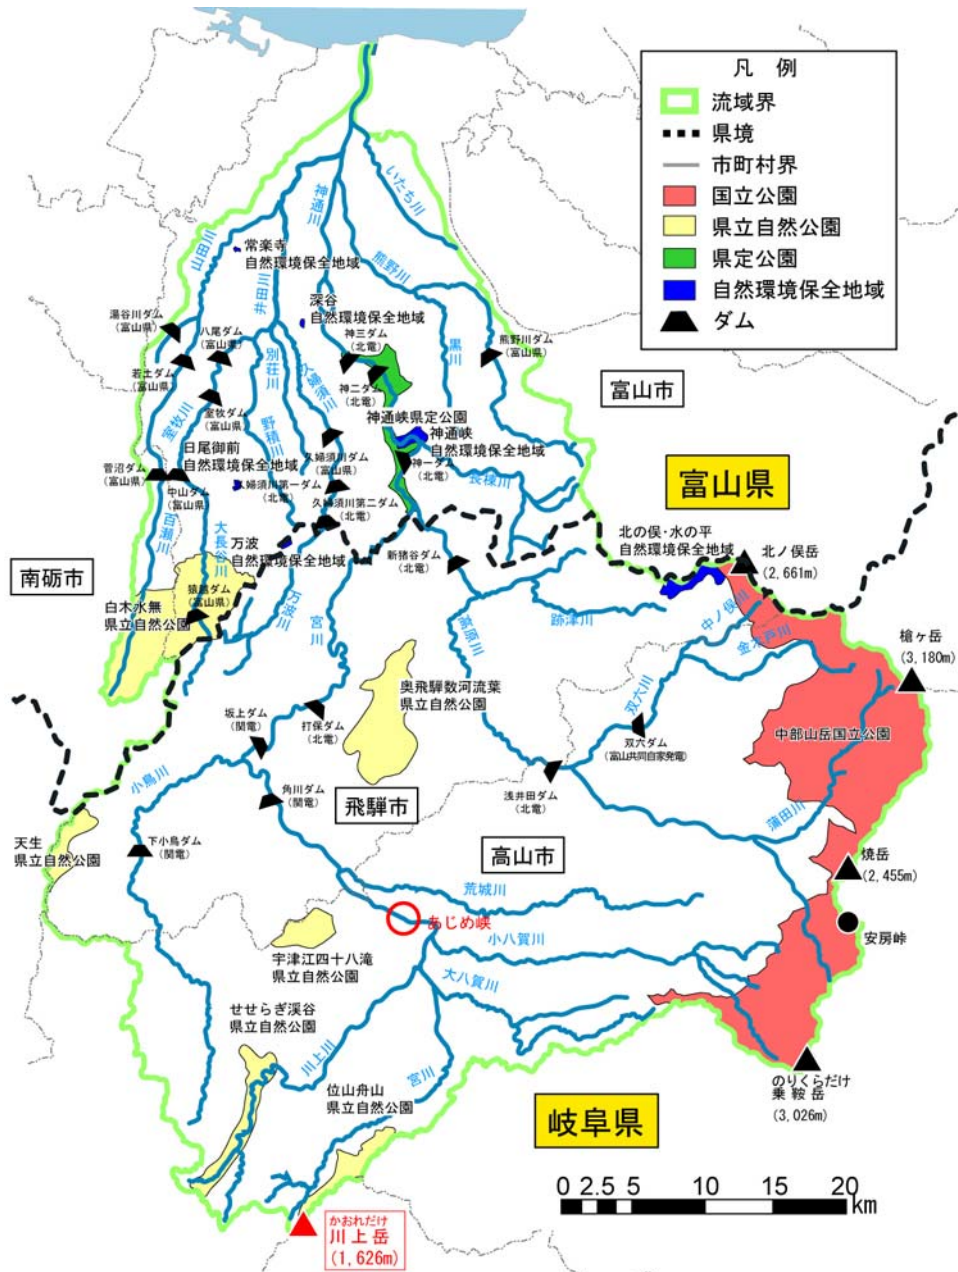 凡 例
流域界
県境
市町村界
国立公園
県立自然公園
県定公園
自然環境保全地域
ダム
いたち川
神通川
山田川
常楽寺
自然環境保全地域
井田川
熊野川
深谷
自然環境保全地域
湯谷川ダム
(富山県)
八尾ダム
(富山県)
神三ダム
(北電)
黒川
熊野川ダム
(富山県)
若土ダム
(富山県)
別荘川
久婦須川
神二ダム
(北電)
富山市
室牧川
室牧ダム
(富山県)
野積川
神通峡県定公園
神通峡
自然環境保全地域
日尾御前
自然環境保全地域
久婦須川ダム
(富山県)
神一ダム
(北電)
長棟川
富山県
菅沼ダム
(富山県)
中山ダム
(富山県)
久婦須川第一ダム
(北電)
久婦須川第二ダム
(北電)
百瀬川
大長谷川
万波
自然環境保全地域
新猪谷ダム
(北電)
北の俣・水の平
自然環境保全地域
北ノ俣岳
(2,661m)
南砺市
猿越ダム
(富山県)
白木水無
県立自然公園
万波川
宮川
高原川
跡津川
中ノ俣川
金木戸川
槍ヶ岳
(3,180m)
奥飛騨数河流葉
県立自然公園
双六川
坂上ダム
(関電)
打保ダム
(北電)
双六ダム
(富山共同自家発電)
中部山岳国立公園
小鳥川
角川ダム
(関電)
飛騨市
浅井田ダム
(北電)
蒲田川
天生
県立自然公園
下小鳥ダム
(関電)
高山市
焼岳
(2,455m)
荒城川
あじめ峡
安房峠
宇津江四十八滝
県立自然公園
小八賀川
大八賀川
せせらぎ渓谷
県立自然公園
川上川
宮川
位山舟山
県立自然公園
のりくらだけ
乗鞍岳
(3,026m)
岐阜県
0 2.5 5 10 15 20
km
かおれだけ
川上岳
(1,626m)